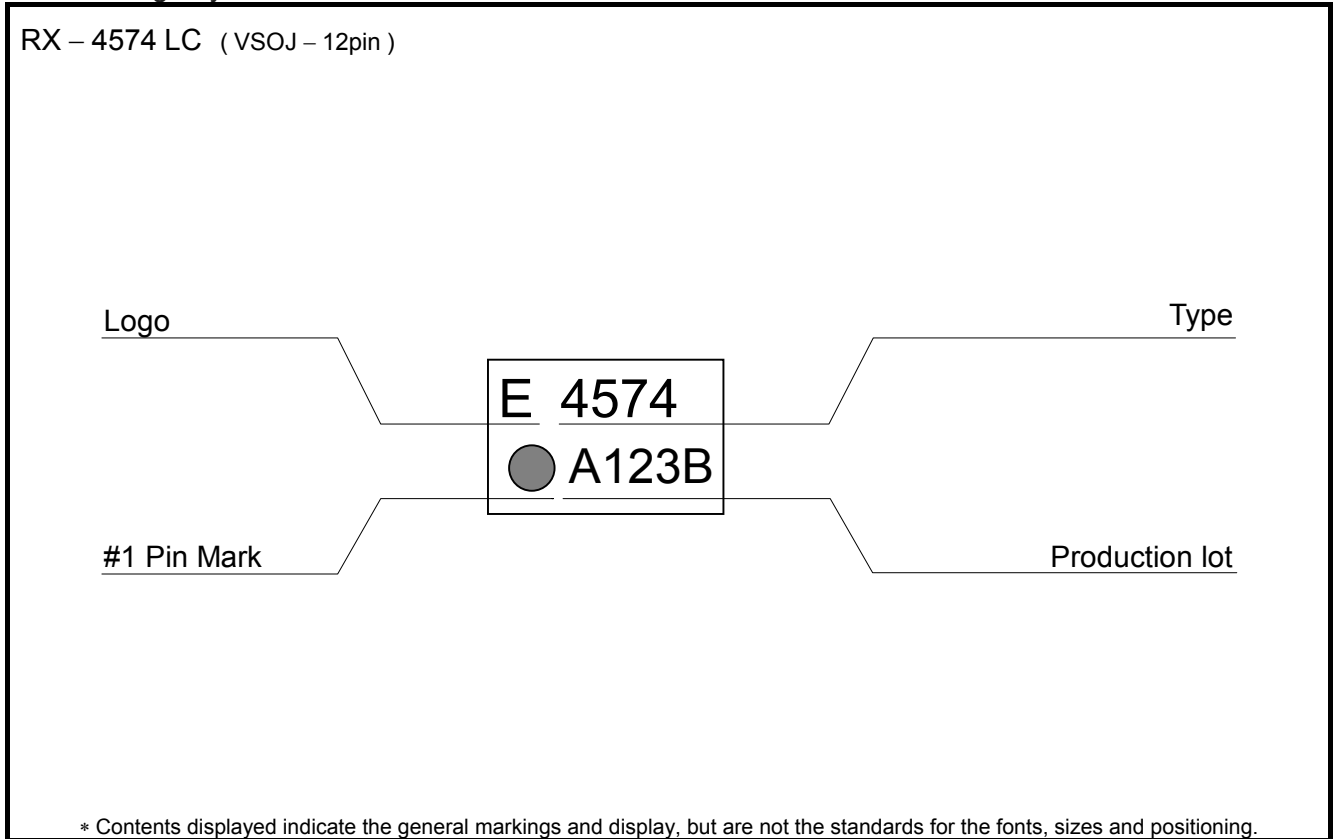 RX – 4574 LC ( VSOJ – 12pin )
Logo
Type
E 4574
A123B
#1 Pin Mark
Production lot
* Contents displayed indicate the general markings and display, but are not the standards for the fonts, sizes and positioning.